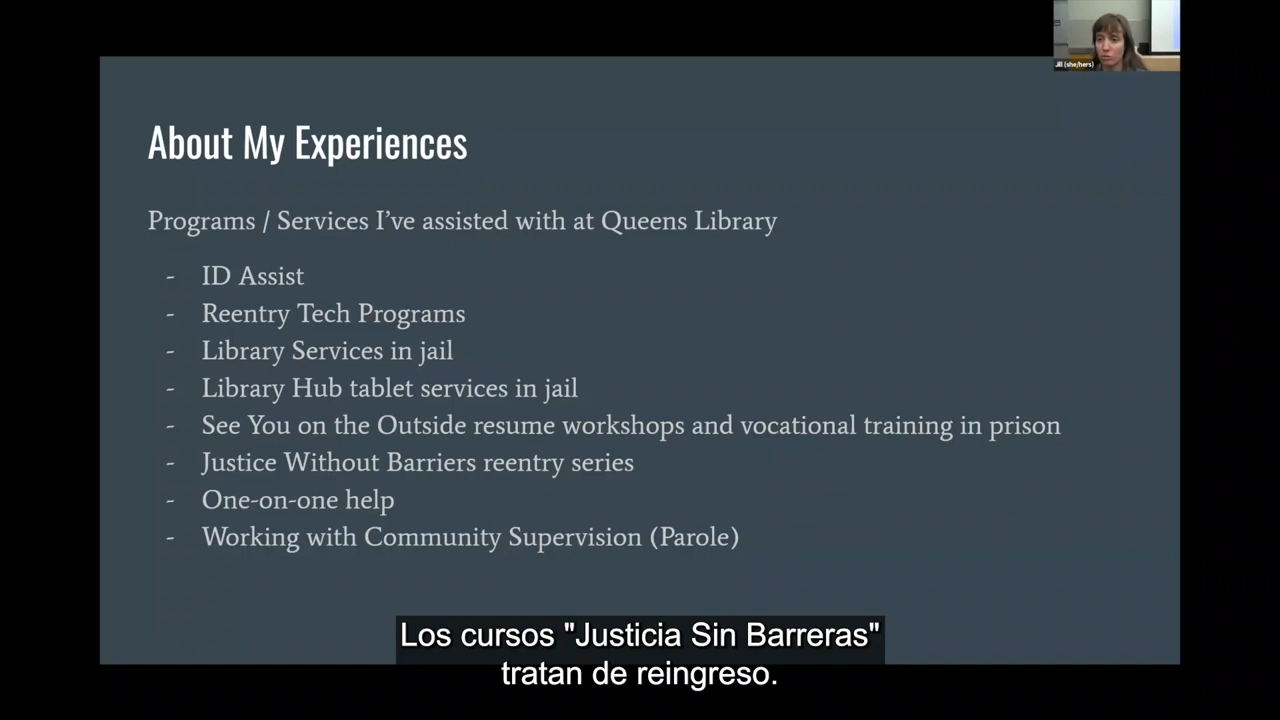 Jill (she/hers)
About My Experiences
Programs / Services I’ve assisted with at Queens Library
- ID Assist
- Reentry Tech Programs
- Library Services in jail
- Library Hub tablet services in jail
- See You on the Outside resume workshops and vocational training in prison
- Justice Without Barriers reentry series
- One-on-one help
- Working with Community Supervision (Parole)
Los cursos "Justicia Sin Barreras"
tratan de reingreso.